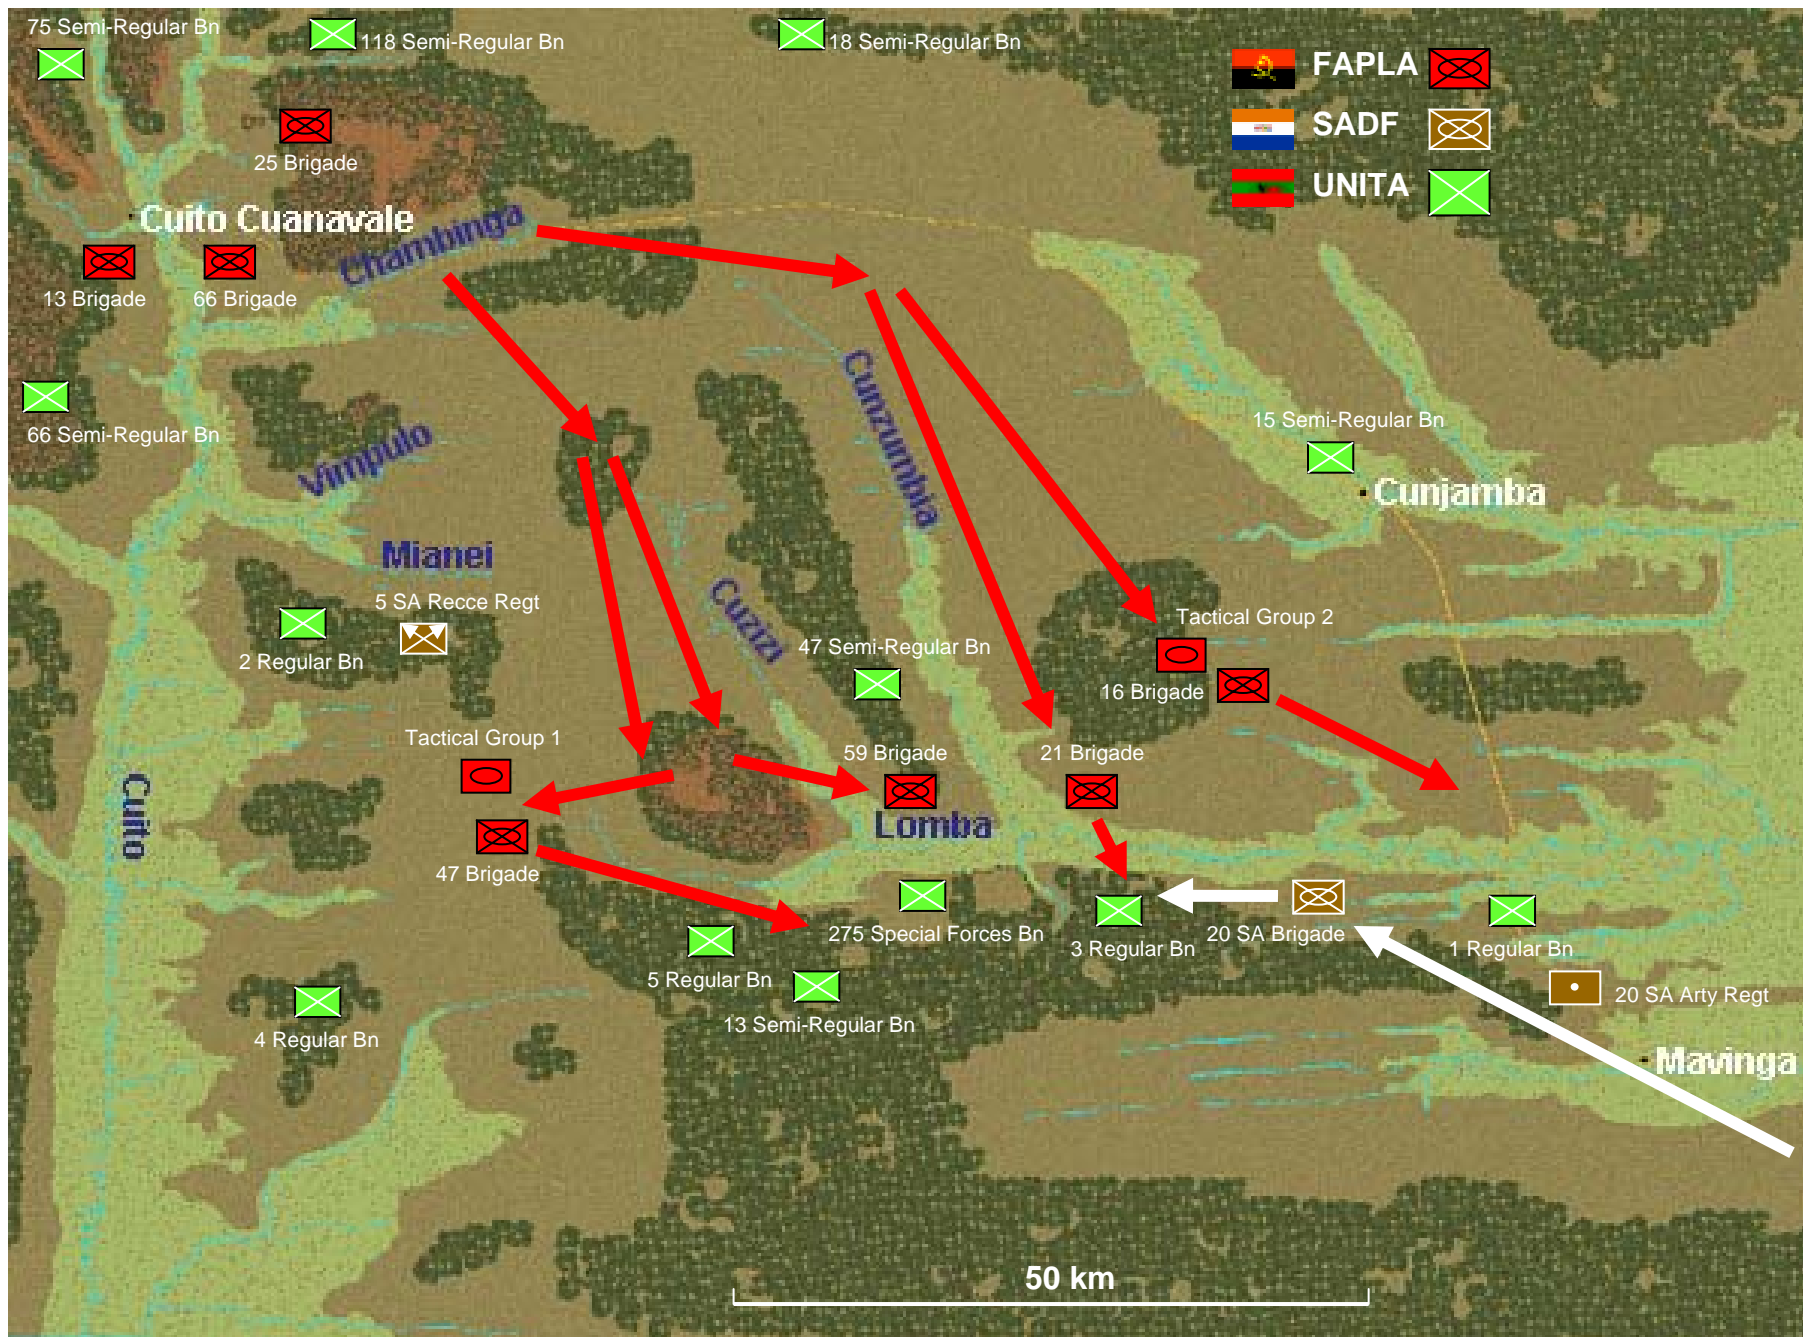 75 Semi-Regular Bn
118 Semi-Regular Bn
18 Semi-Regular Bn
FAPLA
SADF
UNITA
25 Brigade
Cuito Cuanavale
Chambinga
13 Brigade
66 Brigade
66 Semi-Regular Bn
Vimpulo
Cunzumbia
15 Semi-Regular Bn
Cunjamba
Mianei
5 SA Recce Regt
2 Regular Bn
Cuzizi
47 Semi-Regular Bn
Tactical Group 2
16 Brigade
Tactical Group 1
59 Brigade
21 Brigade
Cuito
Lomba
47 Brigade
275 Special Forces Bn
3 Regular Bn
20 SA Brigade
1 Regular Bn
5 Regular Bn
20 SA Arty Regt
13 Semi-Regular Bn
4 Regular Bn
Mavinga
50 km